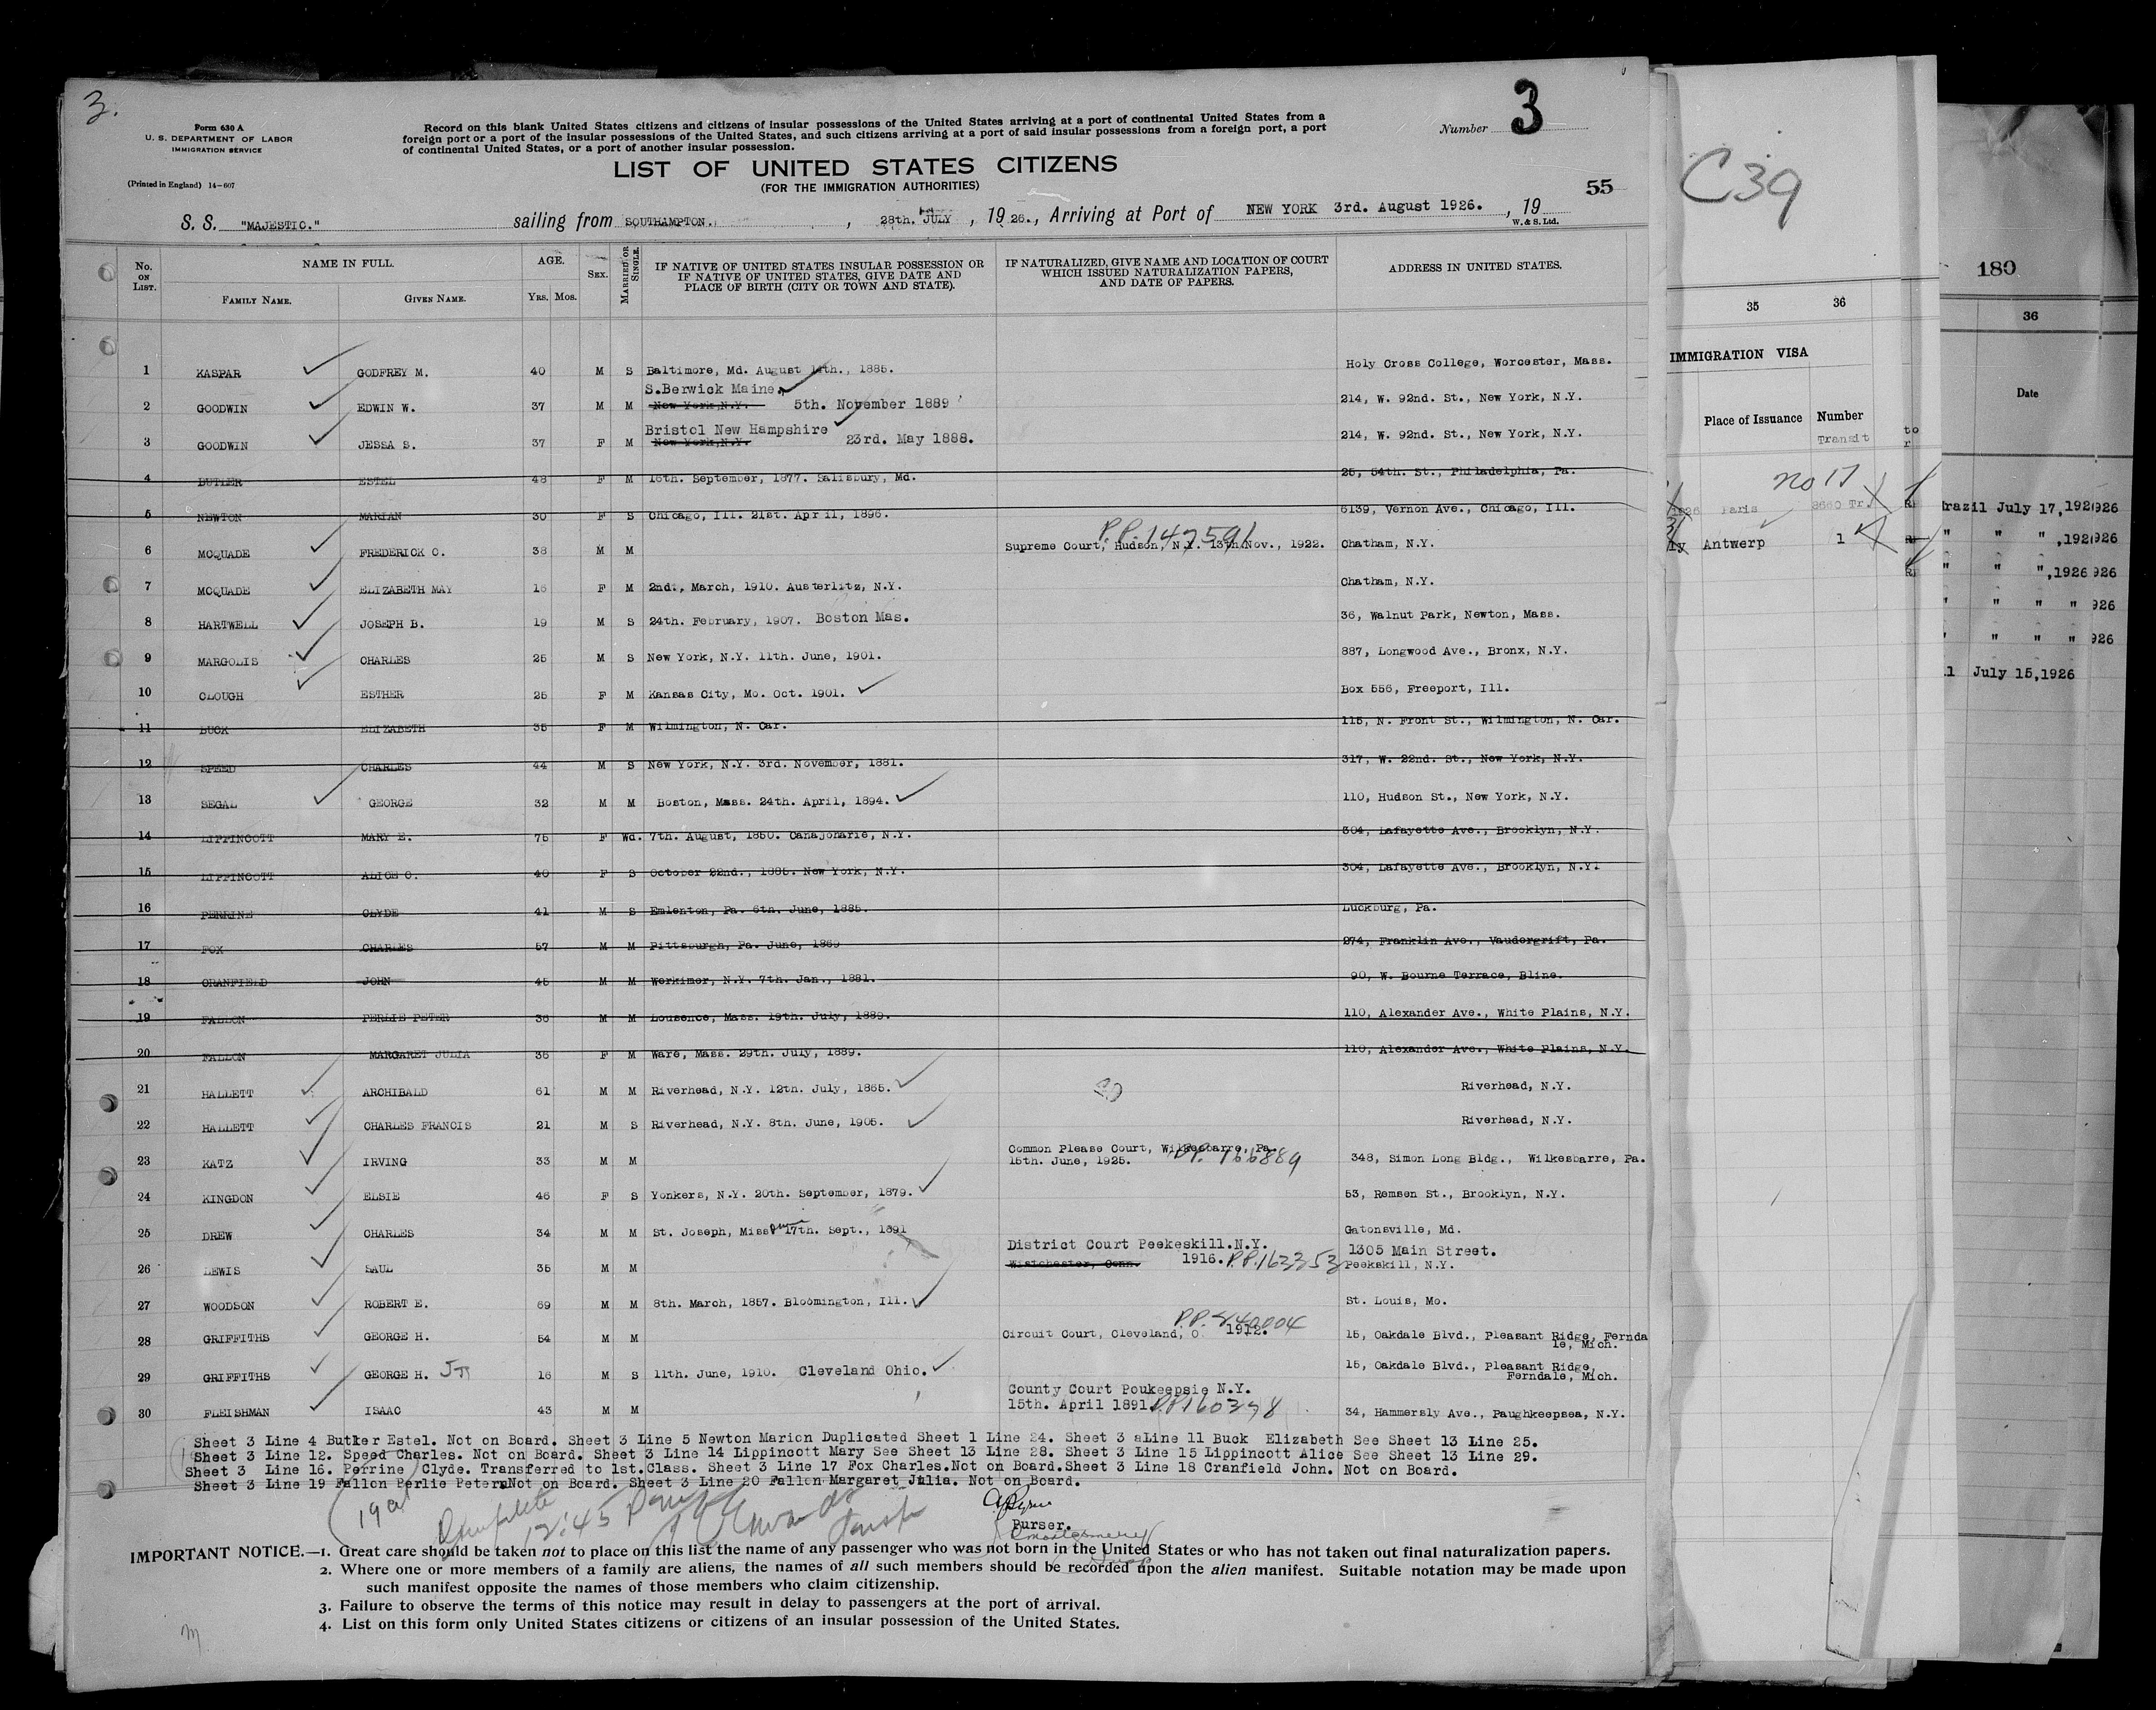 3.
Form 630 A
U. S. DEPARTMENT OF LABOR
IMMIGRATION SERVICE
(Printed in England) 14-607
Record on this blank United States citizens and citizens of insular possessions of the United States arriving at a port of continental United States from a
foreign port or a port of the insular possessions of the United States, and such citizens arriving at a port of said insular possessions from a foreign port, a port
of continental United States, or a port of another insular possession.
Number 3
LIST OF UNITED STATES CITIZENS
(FOR THE IMMIGRATION AUTHORITIES)
55
S. S. "MAJESTIC." sailing from SOUTHAMPTON. , 28th. JULY , 19 26., Arriving at Port of NEW YORK 3rd. August 1926. , 19
W. & S. Ltd.
No. ON LIST. NAME IN FULL. FAMILY NAME. GIVEN NAME. AGE. YRS. MOS. SEX. MARRIED OR SINGLE. IF NATIVE OF UNITED STATES INSULAR POSSESSION OR IF NATIVE OF UNITED STATES, GIVE DATE AND PLACE OF BIRTH (CITY OR TOWN AND STATE). IF NATURALIZED, GIVE NAME AND LOCATION OF COURT WHICH ISSUED NATURALIZATION PAPERS, AND DATE OF PAPERS. ADDRESS IN UNITED STATES.
1 KASPAR GODFREY M. 40 M S Baltimore, Md. August 14th., 1885. Holy Cross College, Worcester, Mass.
S.Berwick Maine
2 GOODWIN EDWIN W. 37 M M New York,N.Y. 5th. November 1889 214, W. 92nd. St., New York, N.Y.
Bristol New Hampshire
3 GOODWIN JESSA S. 37 F M New York,N.Y. 23rd. May 1888. 214, W. 92nd. St., New York, N.Y.
4 BUTLER ESTEL 48 F M 16th. September, 1877. Salisbury, Md. 25, 54th. St., Philadelphia, Pa.
5 NEWTON MARIAN 30 F S Chicago, Ill. 21st. April, 1896. 6139, Vernon Ave., Chicago, Ill.
P.P. 147591
6 MCQUADE FREDERICK O. 38 M M Supreme Court, Hudson, N.Y. 13th Nov., 1922. Chatham, N.Y.
7 MCQUADE ELIZABETH MAY 16 F M 2nd., March, 1910. Austerlitz, N.Y. Chatham, N.Y.
8 HARTWELL JOSEPH B. 19 M S 24th. February, 1907. Boston Mas. 36, Walnut Park, Newton, Mass.
9 MARGOLIS CHARLES 25 M S New York, N.Y. 11th. June, 1901. 887, Longwood Ave., Bronx, N.Y.
10 CLOUGH ESTHER 25 F M Kansas City, Mo. Oct. 1901. Box 556, Freeport, Ill.
11 BUCK ELIZABETH 35 F M Wilmington, N. Car. 115, N. Front St., Wilmington, N. Car.
12 SPEED CHARLES 44 M S New York, N.Y. 3rd. November, 1881. 317, W. 22nd. St., New York, N.Y.
13 SEGAL GEORGE 32 M M Boston, Mass. 24th. April, 1894. 110, Hudson St., New York, N.Y.
14 LIPPINCOTT MARY E. 75 F Wd. 7th. August, 1850. Canajoharie, N.Y. 304, Lafayette Ave., Brooklyn, N.Y.
15 LIPPINCOTT ALICE O. 40 F S October 22nd., 1885. New York, N.Y. 304, Lafayette Ave., Brooklyn, N.Y.
16 PERRINE CLYDE 41 M S Emlenton, Pa. 6th. June, 1885. Luckburg, Pa.
17 FOX CHARLES 57 M M Pittsburgh, Pa. June, 1869 274, Franklin Ave., Vaudergrift, Pa.
18 CRANFIELD JOHN 45 M M Werkimer, N.Y. 7th. Jan., 1881. 90, W. Bourne Terrace, Bline.
19 FALLON PERLIE PETER 36 M M Lousence, Mass. 19th. July, 1889. 110, Alexander Ave., White Plains, N.Y.
20 FALLON MARGARET JULIA 36 F M Ware, Mass. 29th. July, 1889. 110, Alexander Ave., White Plains, N.Y.
21 HALLETT ARCHIBALD 61 M M Riverhead, N.Y. 12th. July, 1865. Riverhead, N.Y.
22 HALLETT CHARLES FRANCIS 21 M S Riverhead, N.Y. 8th. June, 1905. Riverhead, N.Y.
Common Please Court, Wilkesbarre, Pa.
23 KATZ IRVING 33 M M 15th. June, 1925. P.P. 166889 348, Simon Long Bldg., Wilkesbarre, Pa.
24 KINGDON ELSIE 46 F S Yonkers, N.Y. 20th. September, 1879. 53, Remsen St., Brooklyn, N.Y.
25 DREW CHARLES 34 M M St. Joseph, Miss 17th. Sept., 1891 Gatonsville, Md.
District Court Peekeskill.N.Y. 1305 Main Street.
26 LEWIS SAUL 35 M M Wistchester, Conn. 1916. P.P. 163353 Peekskill, N.Y.
27 WOODSON ROBERT E. 69 M M 8th. March, 1857. Bloomington, Ill. St. Louis, Mo.
28 GRIFFITHS GEORGE H. 54 M M Circuit Court, Cleveland, O. 1912. 15, Oakdale Blvd., Pleasant Ridge, Fernda
le, Mich.
29 GRIFFITHS GEORGE H. Jr 16 M S 11th. June, 1910. Cleveland Ohio. 15, Oakdale Blvd., Pleasant Ridge,
Ferndale, Mich.
County Court Poukeepsie N.Y.
30 FLEISHMAN ISAAC 43 M M 15th. April 1891 P.P 160398 34, Hammersly Ave., Paughkeepsea, N.Y.
Sheet 3 Line 4 Butler Estel. Not on Board. Sheet 3 Line 5 Newton Marion Duplicated Sheet 1 Line 24. Sheet 3 aLine 11 Buck Elizabeth See Sheet 13 Line 25.
Sheet 3 Line 12. Speed Charles. Not on Board. Sheet 3 Line 14 Lippincott Mary See Sheet 13 Line 28. Sheet 3 Line 15 Lippincott Alice See Sheet 13 Line 29.
Sheet 3 Line 16. Perrine Clyde. Transferred to 1st.Class. Sheet 3 Line 17 Fox Charles.Not on Board.Sheet 3 Line 18 Cranfield John. Not on Board.
Sheet 3 Line 19 Fallon Perlie Peter.Not on Board. Sheet 3 Line 20 Fallon Margaret Julia. Not on Board.
12:45
Purser.
IMPORTANT NOTICE.—1. Great care should be taken not to place on this list the name of any passenger who was not born in the United States or who has not taken out final naturalization papers.
2. Where one or more members of a family are aliens, the names of all such members should be recorded upon the alien manifest. Suitable notation may be made upon
such manifest opposite the names of those members who claim citizenship.
3. Failure to observe the terms of this notice may result in delay to passengers at the port of arrival.
4. List on this form only United States citizens or citizens of an insular possession of the United States.
C39
35 36
IMMIGRATION VISA
Place of Issuance Number
Transit
no 17
Paris 8660 Tr.
Antwerp 1
180
36
Date
razil July 17,192 926
" " " ,192 926
" " ",1926 926
" " " " 926
" " " " 926
July 15,1926